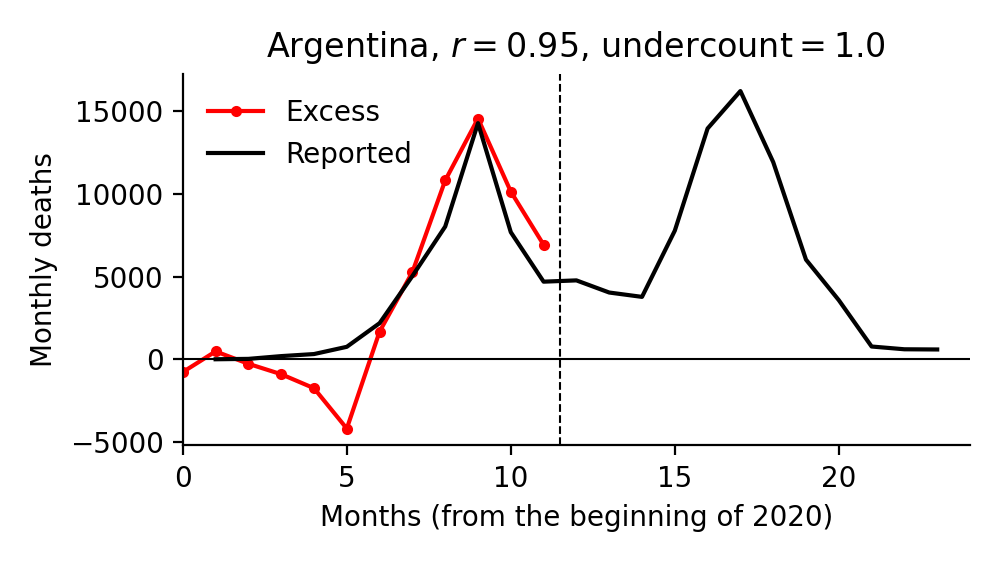 Argentina, r = 0.95, undercount = 1.0
Excess
Reported
Monthly deaths
15000
10000
5000
0
−5000
0 5 10 15 20
Months (from the beginning of 2020)